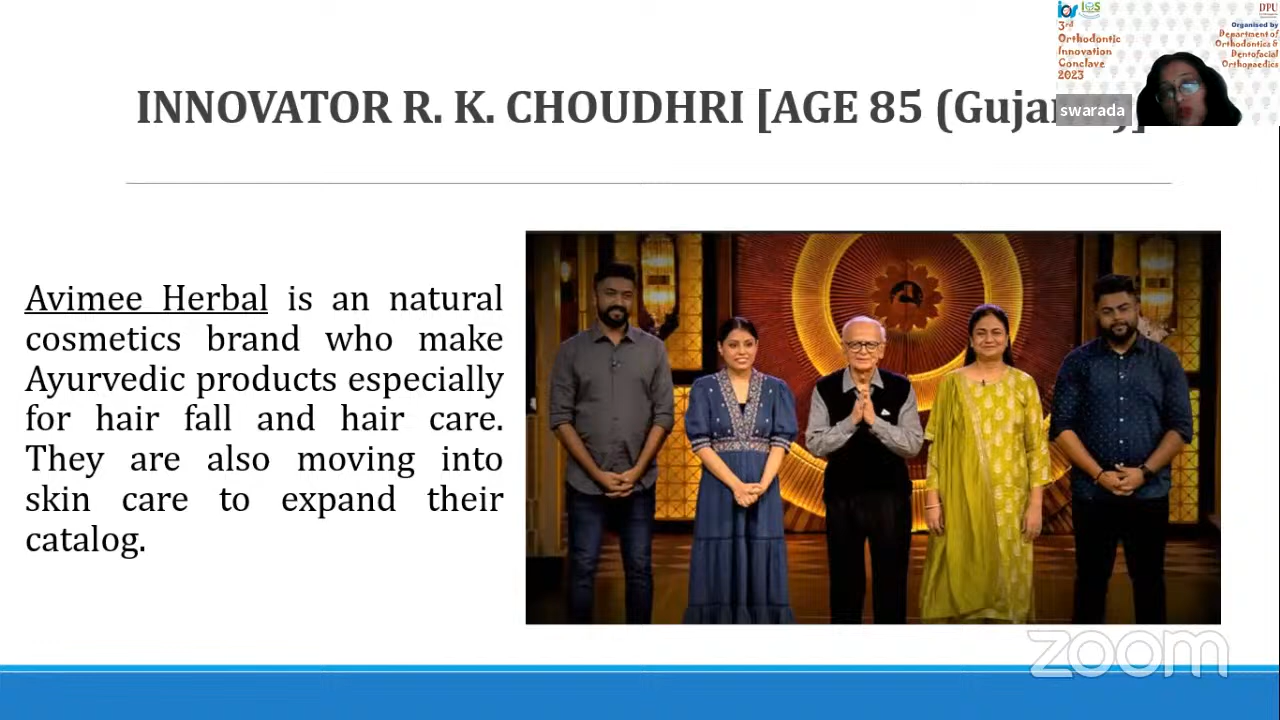 INNOVATOR R. K. CHOUDHRI [AGE 85
Avimee Herbal is an natural
cosmetics brand who make
Ayurvedic products especially
for hair fall and hair care.
They are also moving into
skin care to expand their
catalog.
IOS
3rd
Orthodontic
Innovation
Conclave
2023
DPU
Organised by
Department of
Orthodontics &
Dentofacial
Orthopaedics
swarada
zoom